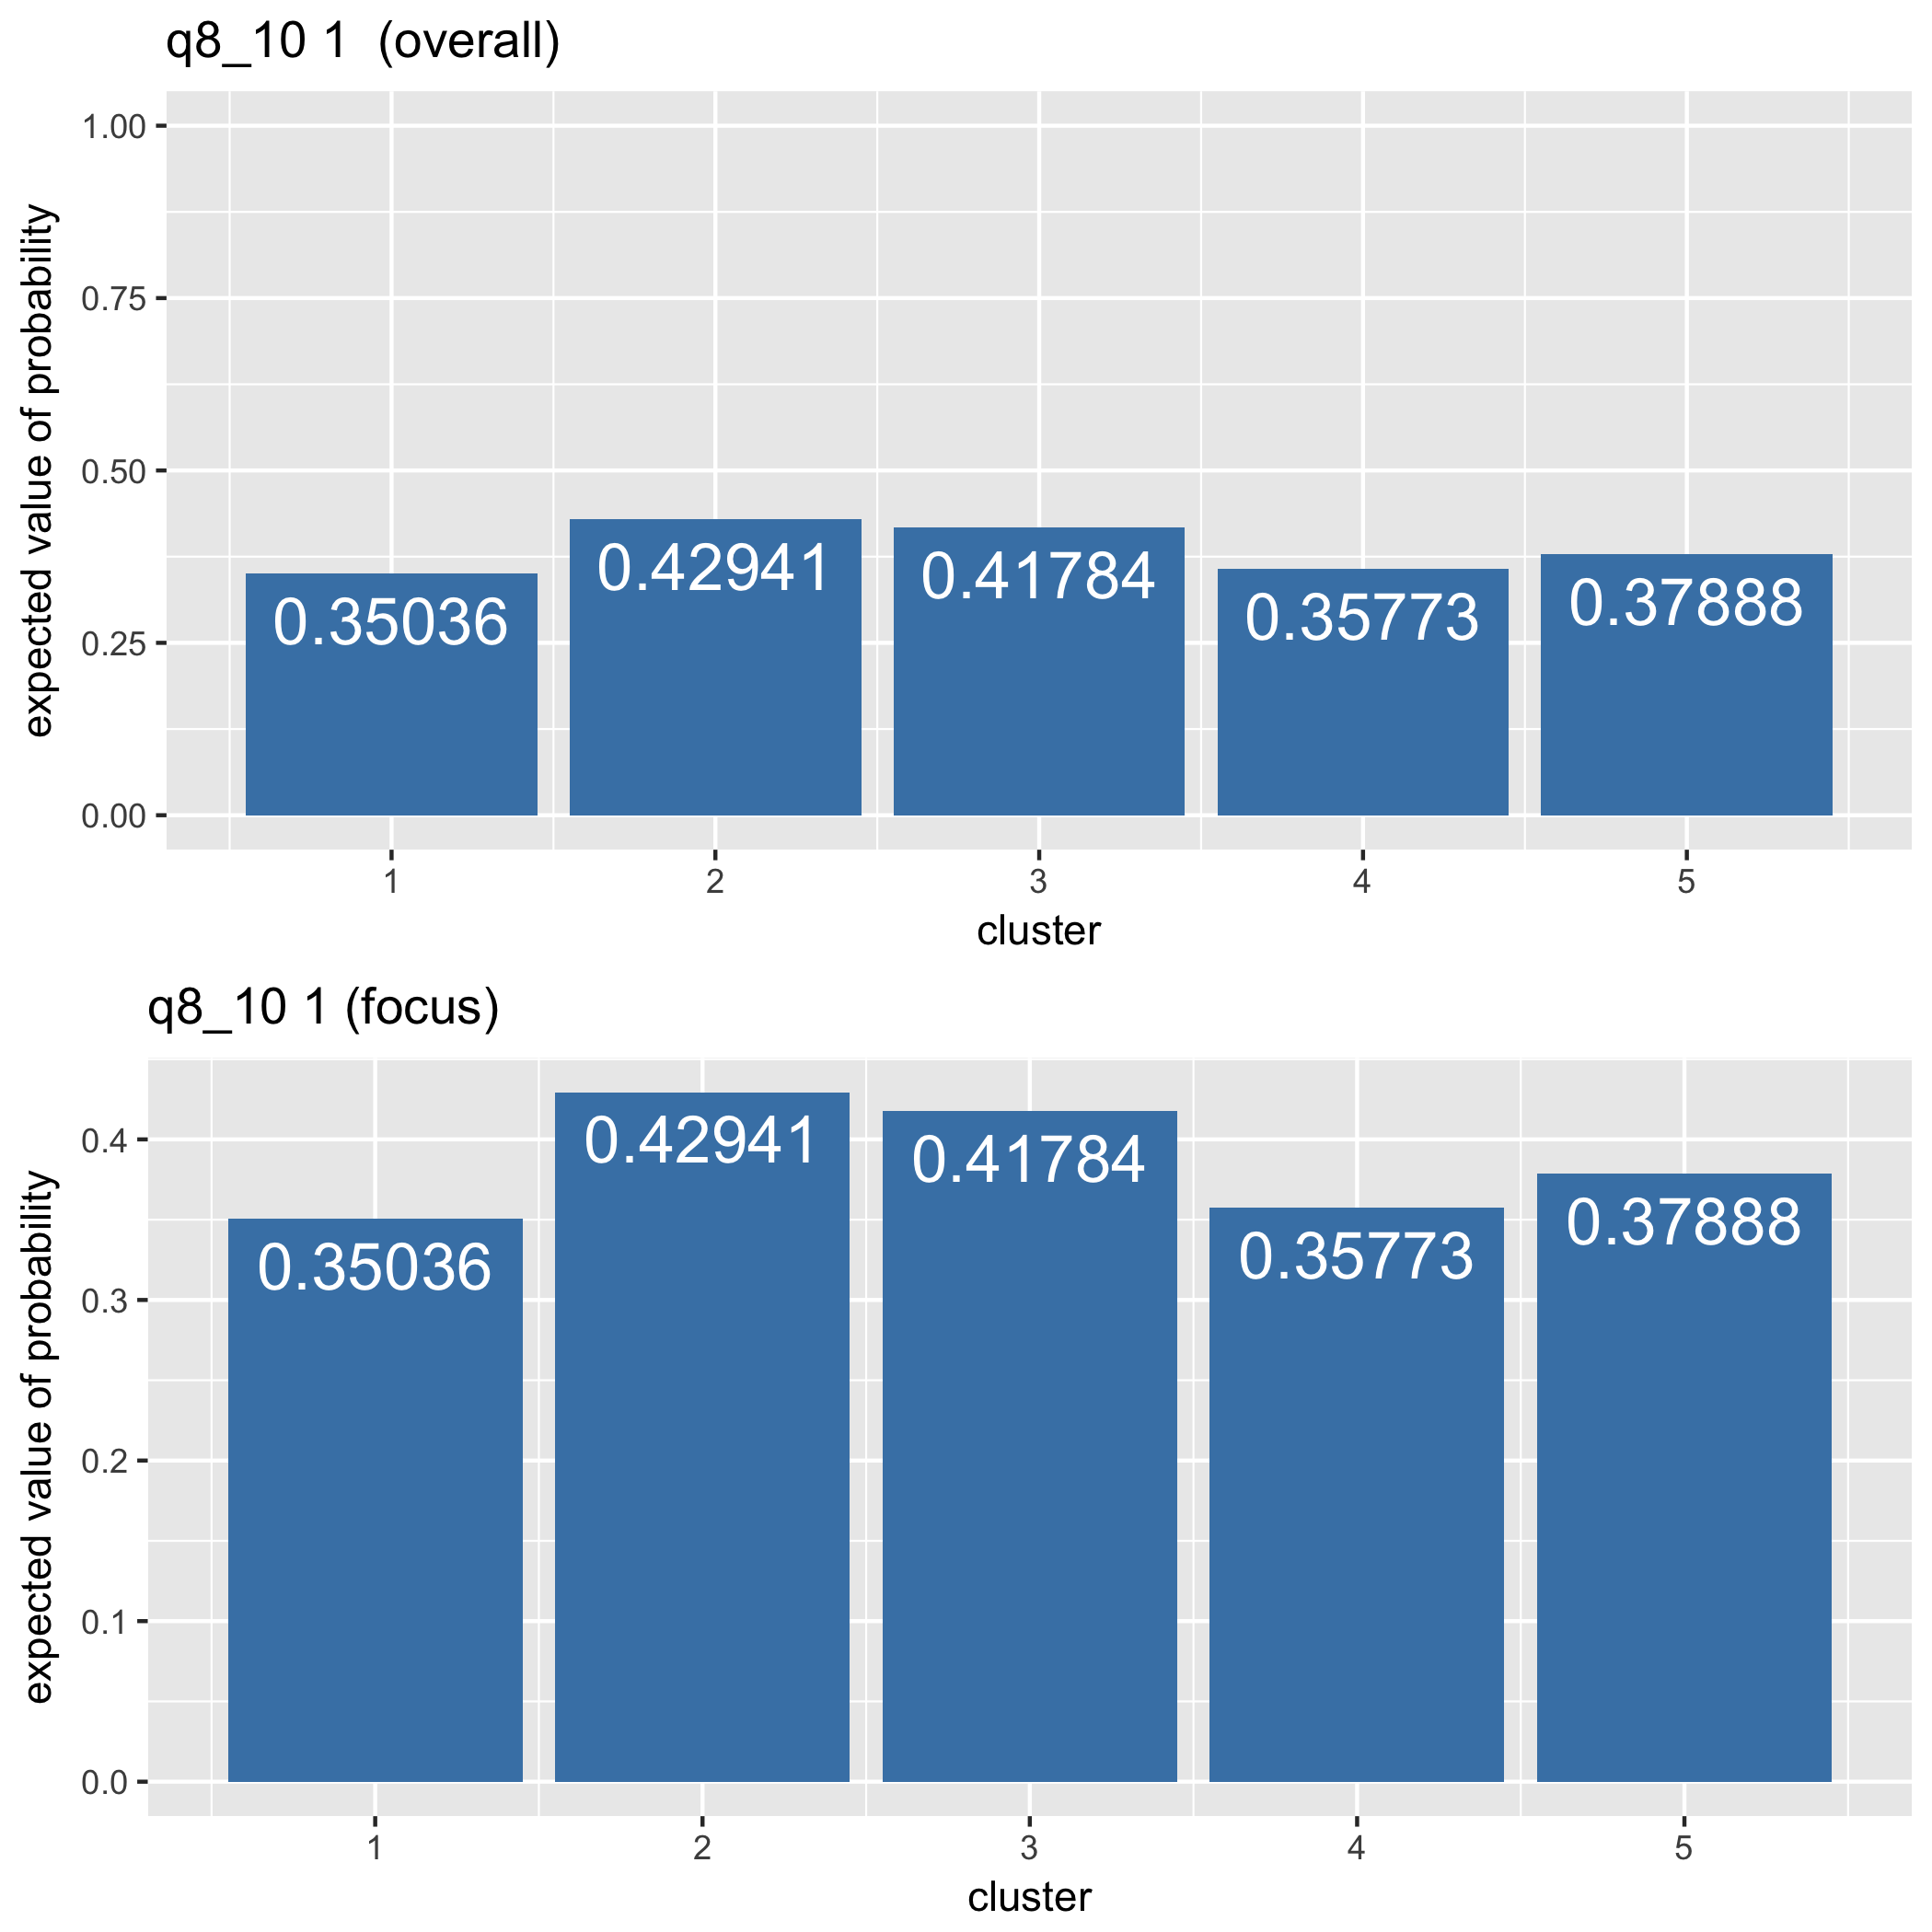 q8_10 1  (overall)
expected value of probability
1.00
0.75
0.50
0.25
0.00
0.35036
0.42941
0.41784
0.35773
0.37888
1 2 3 4 5
cluster
q8_10 1 (focus)
expected value of probability
0.4
0.3
0.2
0.1
0.0
0.35036
0.42941
0.41784
0.35773
0.37888
1 2 3 4 5
cluster